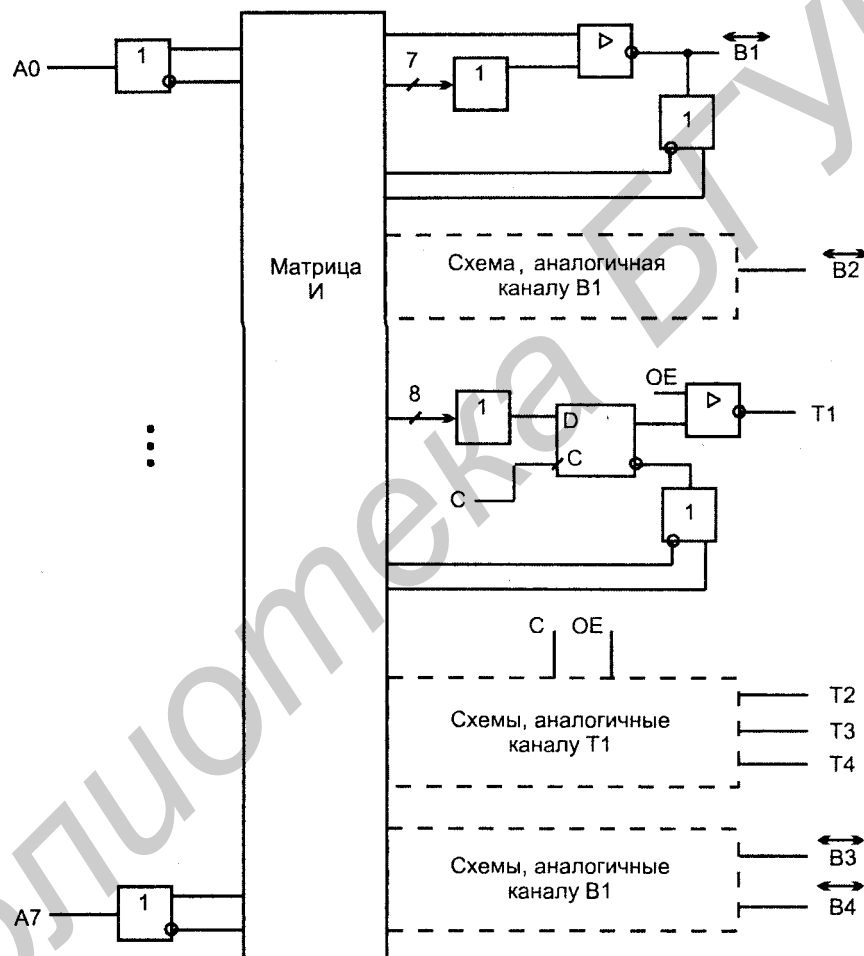 A0
1
Матрица
И
7
1
▷
B1
1
Схема, аналогичная
каналу B1
B2
8
1
D
C
C
OE
▷
T1
1
C OE
Схемы, аналогичные
каналу T1
T2
T3
T4
Схемы, аналогичные
каналу B1
B3
B4
A7
1